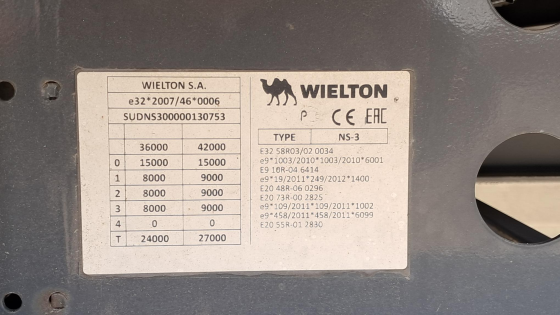 WIELTON S.A.
e32*2007/46*0006
SUDNS300000130753
36000 42000
0 15000 15000
1 8000 9000
2 8000 9000
3 8000 9000
4 0 0
T 24000 27000
WIELTON ®
P CE EAC
TYPE NS-3
E32 58R03/02 0034
e9*1003/2010*1003/2010*6001
E9 10R-04 6414
e9*19/2011*249/2012*1400
E20 48R-06 0296
E20 73R-00 2825
e9*109/2011*109/2011*1002
e9*458/2011*458/2011*6099
E20 55R-01 2830